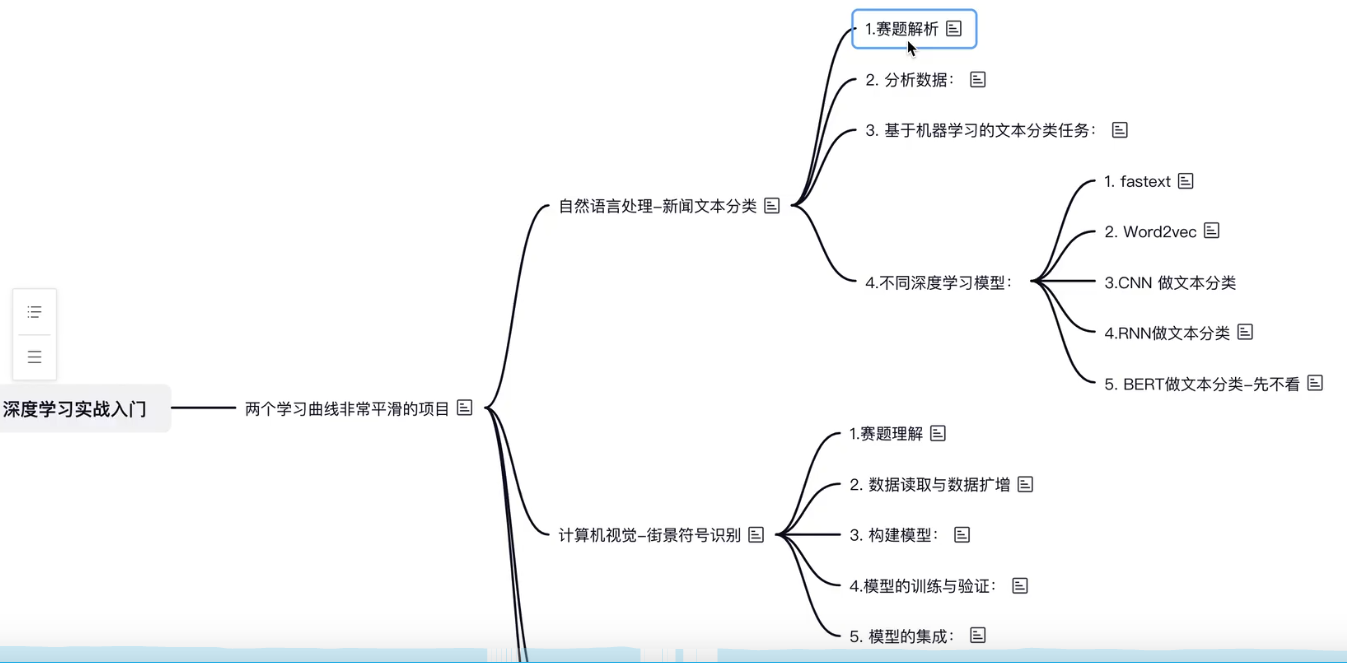 深度学习实战入门
两个学习曲线非常平滑的项目
自然语言处理-新闻文本分类
1.赛题解析
2. 分析数据：
3. 基于机器学习的文本分类任务：
4.不同深度学习模型：
1. fastext
2. Word2vec
3.CNN 做文本分类
4.RNN做文本分类
5. BERT做文本分类-先不看
计算机视觉-街景符号识别
1.赛题理解
2. 数据读取与数据扩增
3. 构建模型：
4.模型的训练与验证：
5. 模型的集成：